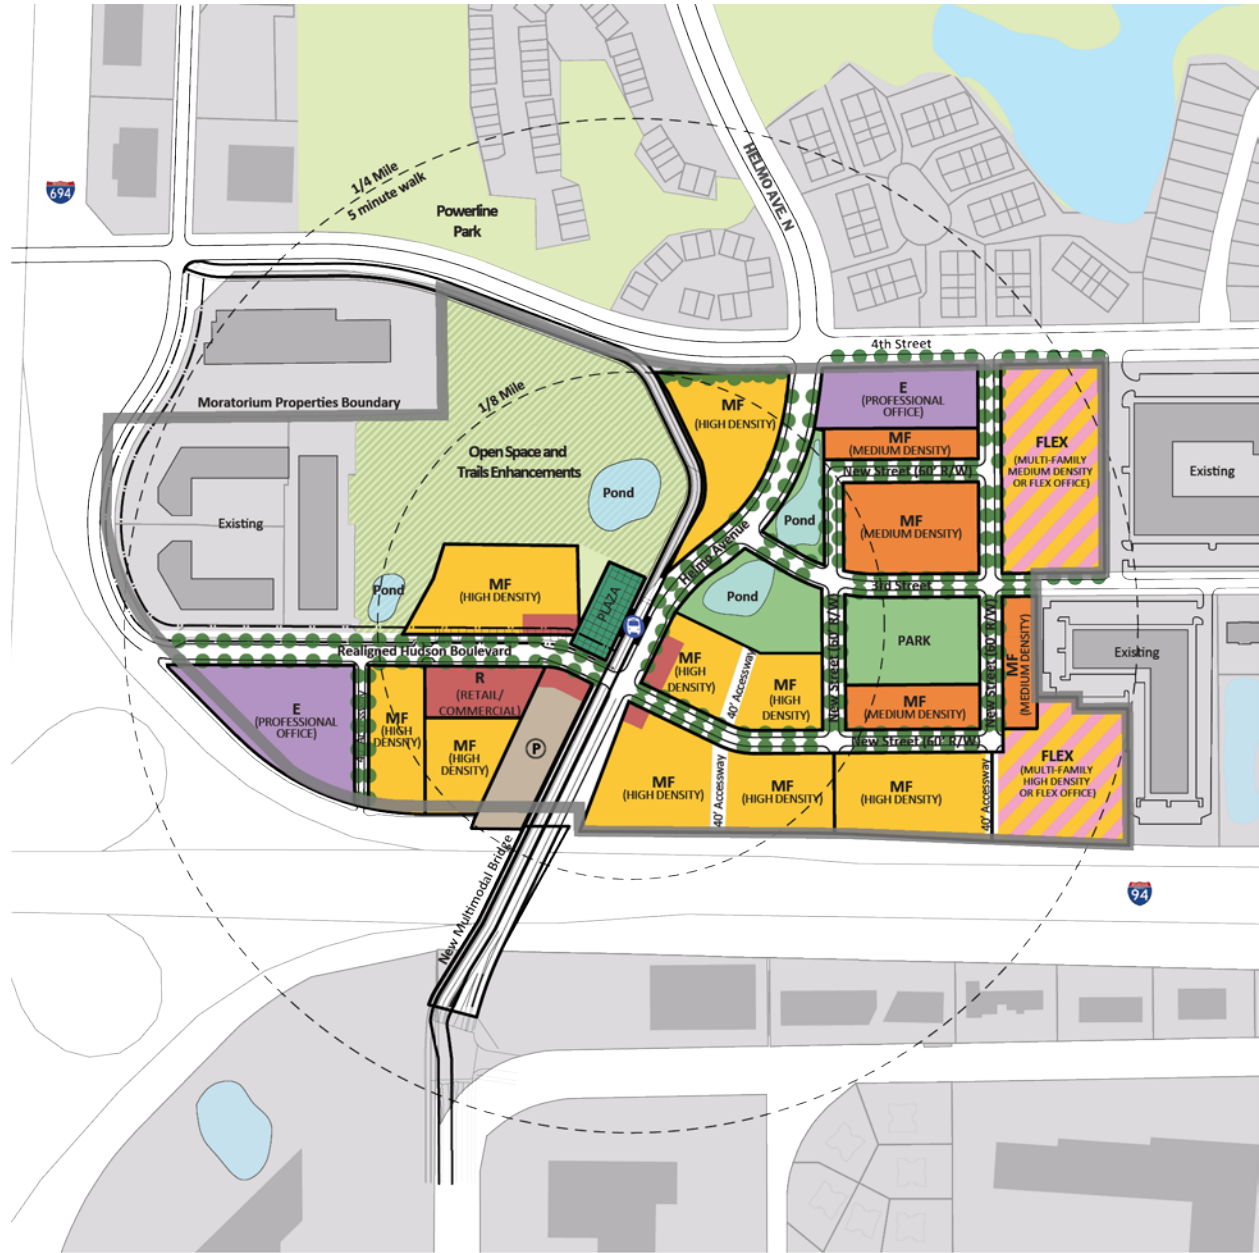 694
1/4 Mile
5 minute walk
Powerline
Park
HELMO AVE. N
4th Street
Moratorium Properties Boundary
1/8 Mile
Open Space and
Trails Enhancements
Pond
MF
(HIGH DENSITY)
E
(PROFESSIONAL
OFFICE)
MF
(MEDIUM DENSITY)
New Street (60' R/W)
FLEX
(MULTI-FAMILY
MEDIUM DENSITY
OR FLEX OFFICE)
Existing
Existing
Pond
MF
(MEDIUM DENSITY)
Helmo Avenue
3rd Street
Pond
MF
(HIGH DENSITY)
PLAZA
Pond
New Street (60' R/W)
PARK
New Street (60' R/W)
MF
(MEDIUM DENSITY)
Existing
Realigned Hudson Boulevard
E
(PROFESSIONAL
OFFICE)
MF
(HIGH
DENSITY)
R
(RETAIL/
COMMERCIAL)
MF
(HIGH
DENSITY)
P
MF
(HIGH
DENSITY)
40' Accessway
MF
(HIGH
DENSITY)
MF
(MEDIUM DENSITY)
New Street (60' R/W)
MF
(HIGH DENSITY)
40' Accessway
MF
(HIGH DENSITY)
MF
(HIGH DENSITY)
40' Accessway
FLEX
(MULTI-FAMILY
HIGH DENSITY
OR FLEX OFFICE)
New Multimodal Bridge
94